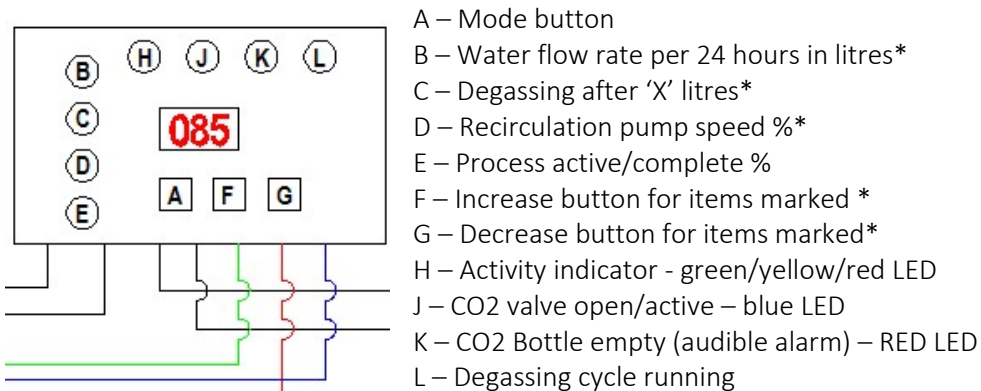 H J K L
B
C
D
E
085
A F G
A – Mode button
B – Water flow rate per 24 hours in litres*
C – Degassing after ‘X’ litres*
D – Recirculation pump speed %*
E – Process active/complete %
F – Increase button for items marked *
G – Decrease button for items marked*
H – Activity indicator - green/yellow/red LED
J – CO2 valve open/active – blue LED
K – CO2 Bottle empty (audible alarm) – RED LED
L – Degassing cycle running